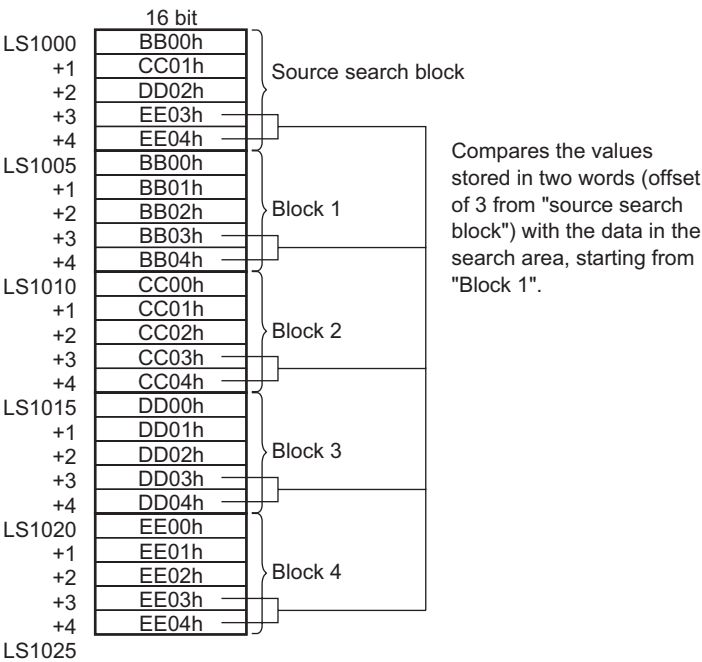 16 bit
LS1000 BB00h
+1 CC01h
Source search block
+2 DD02h
+3 EE03h
+4 EE04h
LS1005 BB00h
+1 BB01h
+2 BB02h
Block 1
+3 BB03h
+4 BB04h
LS1010 CC00h
+1 CC01h
+2 CC02h
Block 2
+3 CC03h
+4 CC04h
LS1015 DD00h
+1 DD01h
+2 DD02h
Block 3
+3 DD03h
+4 DD04h
LS1020 EE00h
+1 EE01h
+2 EE02h
Block 4
+3 EE03h
+4 EE04h
LS1025
Compares the values
stored in two words (offset
of 3 from "source search
block") with the data in the
search area, starting from
"Block 1".